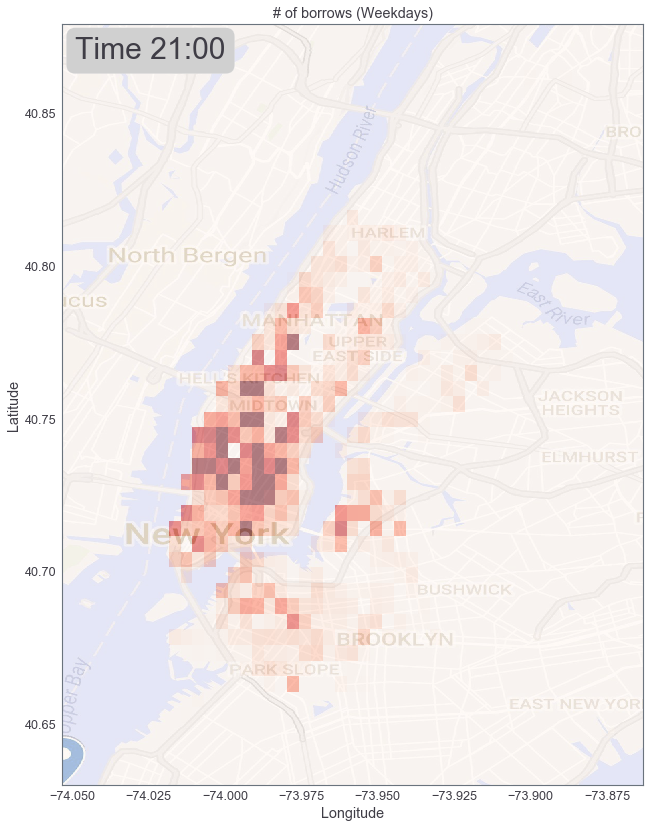 # of borrows (Weekdays)
Time 21:00
40.85
40.80
40.75
40.70
40.65
Latitude
−74.050
−74.025
−74.000
−73.975
−73.950
−73.925
−73.900
−73.875
Longitude
Hudson River
BRO
HARLEM
North Bergen
East River
MANHATTAN
UPPER
EAST SIDE
HELL'S KITCHEN
MIDTOWN
JACKSON
HEIGHTS
ELMHURST
New York
BUSHWICK
BROOKLYN
PARK SLOPE
EAST NEW YOR
pper Bay
cus